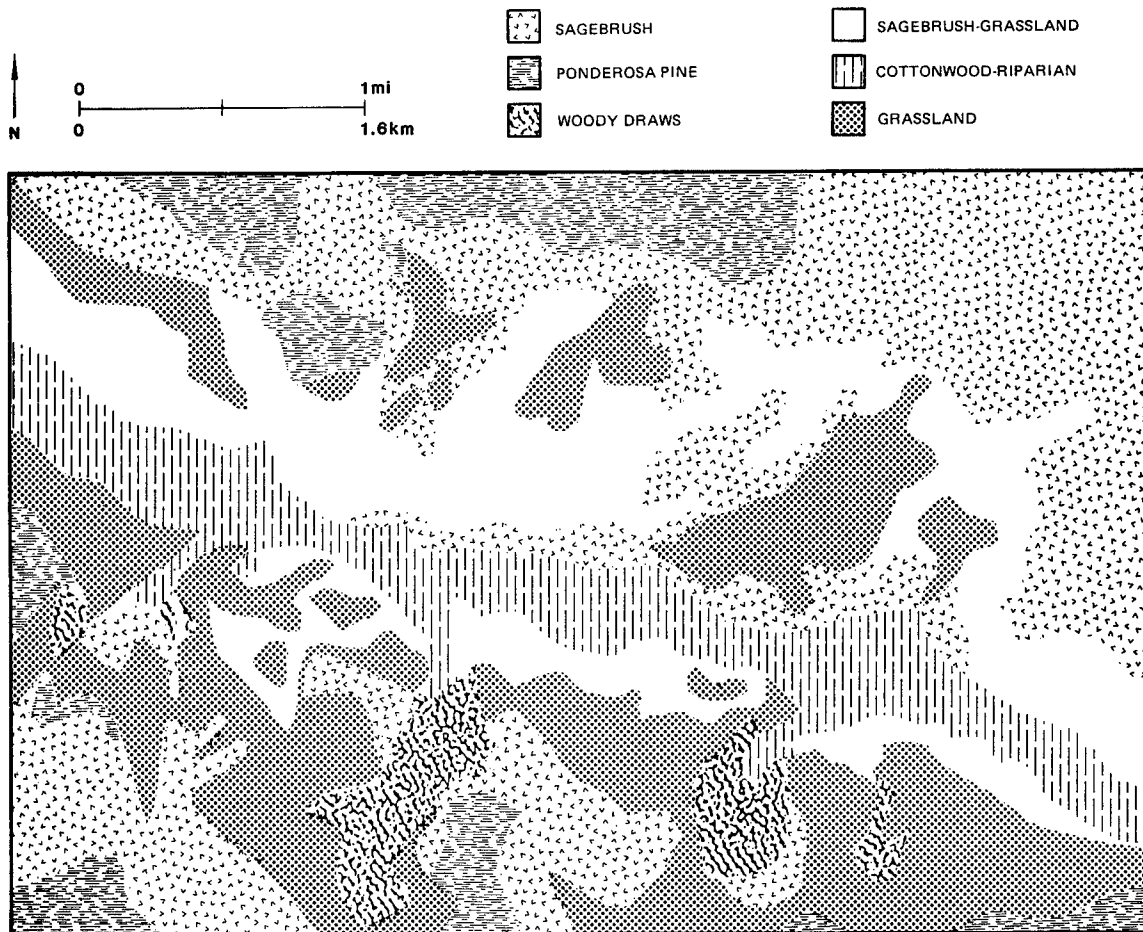 SAGEBRUSH
SAGEBRUSH-GRASSLAND
PONDEROSA PINE
COTTONWOOD-RIPARIAN
WOODY DRAWS
GRASSLAND
0 1mi
0 1.6km
N